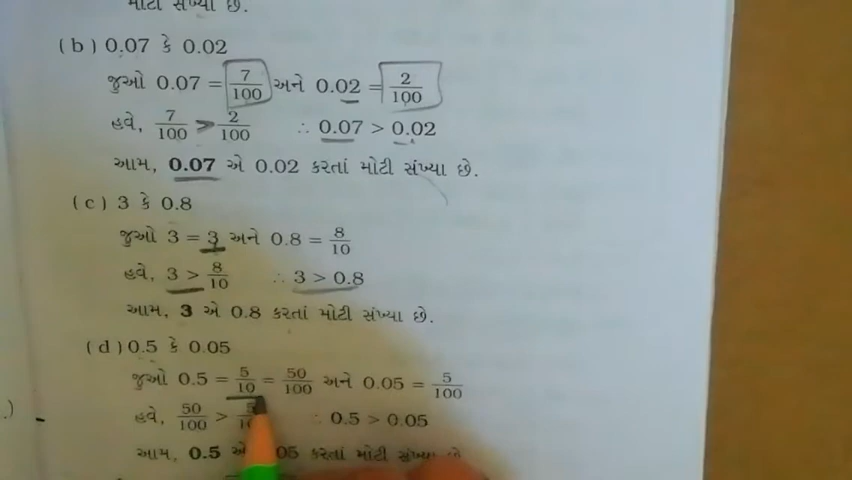 મોટી સંખ્યા છે.
(b) 0.07 કે 0.02
જુઓ 0.07 = 7/100 અને 0.02 = 2/100
હવે, 7/100 > 2/100 ∴ 0.07 > 0.02
આમ, 0.07 એ 0.02 કરતાં મોટી સંખ્યા છે.
(c) 3 કે 0.8
જુઓ 3 = 3 અને 0.8 = 8/10
હવે, 3 > 8/10 ∴ 3 > 0.8
આમ, 3 એ 0.8 કરતાં મોટી સંખ્યા છે.
(d) 0.5 કે 0.05
જુઓ 0.5 = 5/10 = 50/100 અને 0.05 = 5/100
હવે, 50/100 > ∴ 0.5 > 0.05
આમ, 0.5 એ 05 કરતાં મોટી સંખ્યા છે